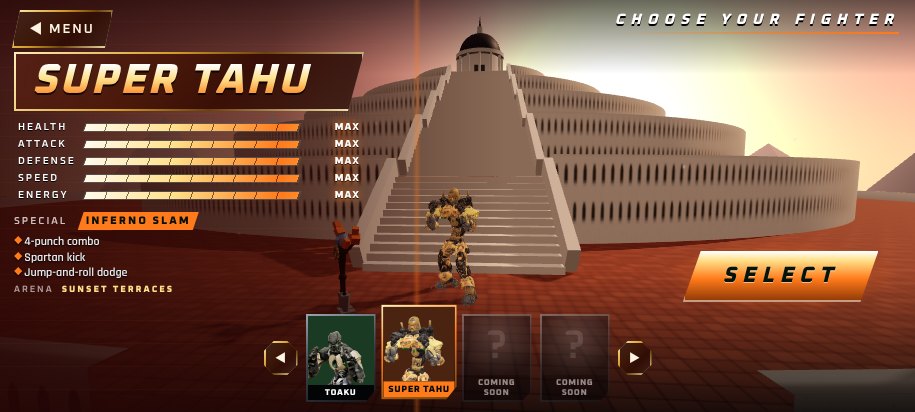 MENU
CHOOSE YOUR FIGHTER
SUPER TAHU
HEALTH MAX
ATTACK MAX
DEFENSE MAX
SPEED MAX
ENERGY MAX
SPECIAL INFERNO SLAM
4-punch combo
Spartan kick
Jump-and-roll dodge
ARENA SUNSET TERRACES
SELECT
?
?
TOAKU
SUPER TAHU
COMING
SOON
COMING
SOON